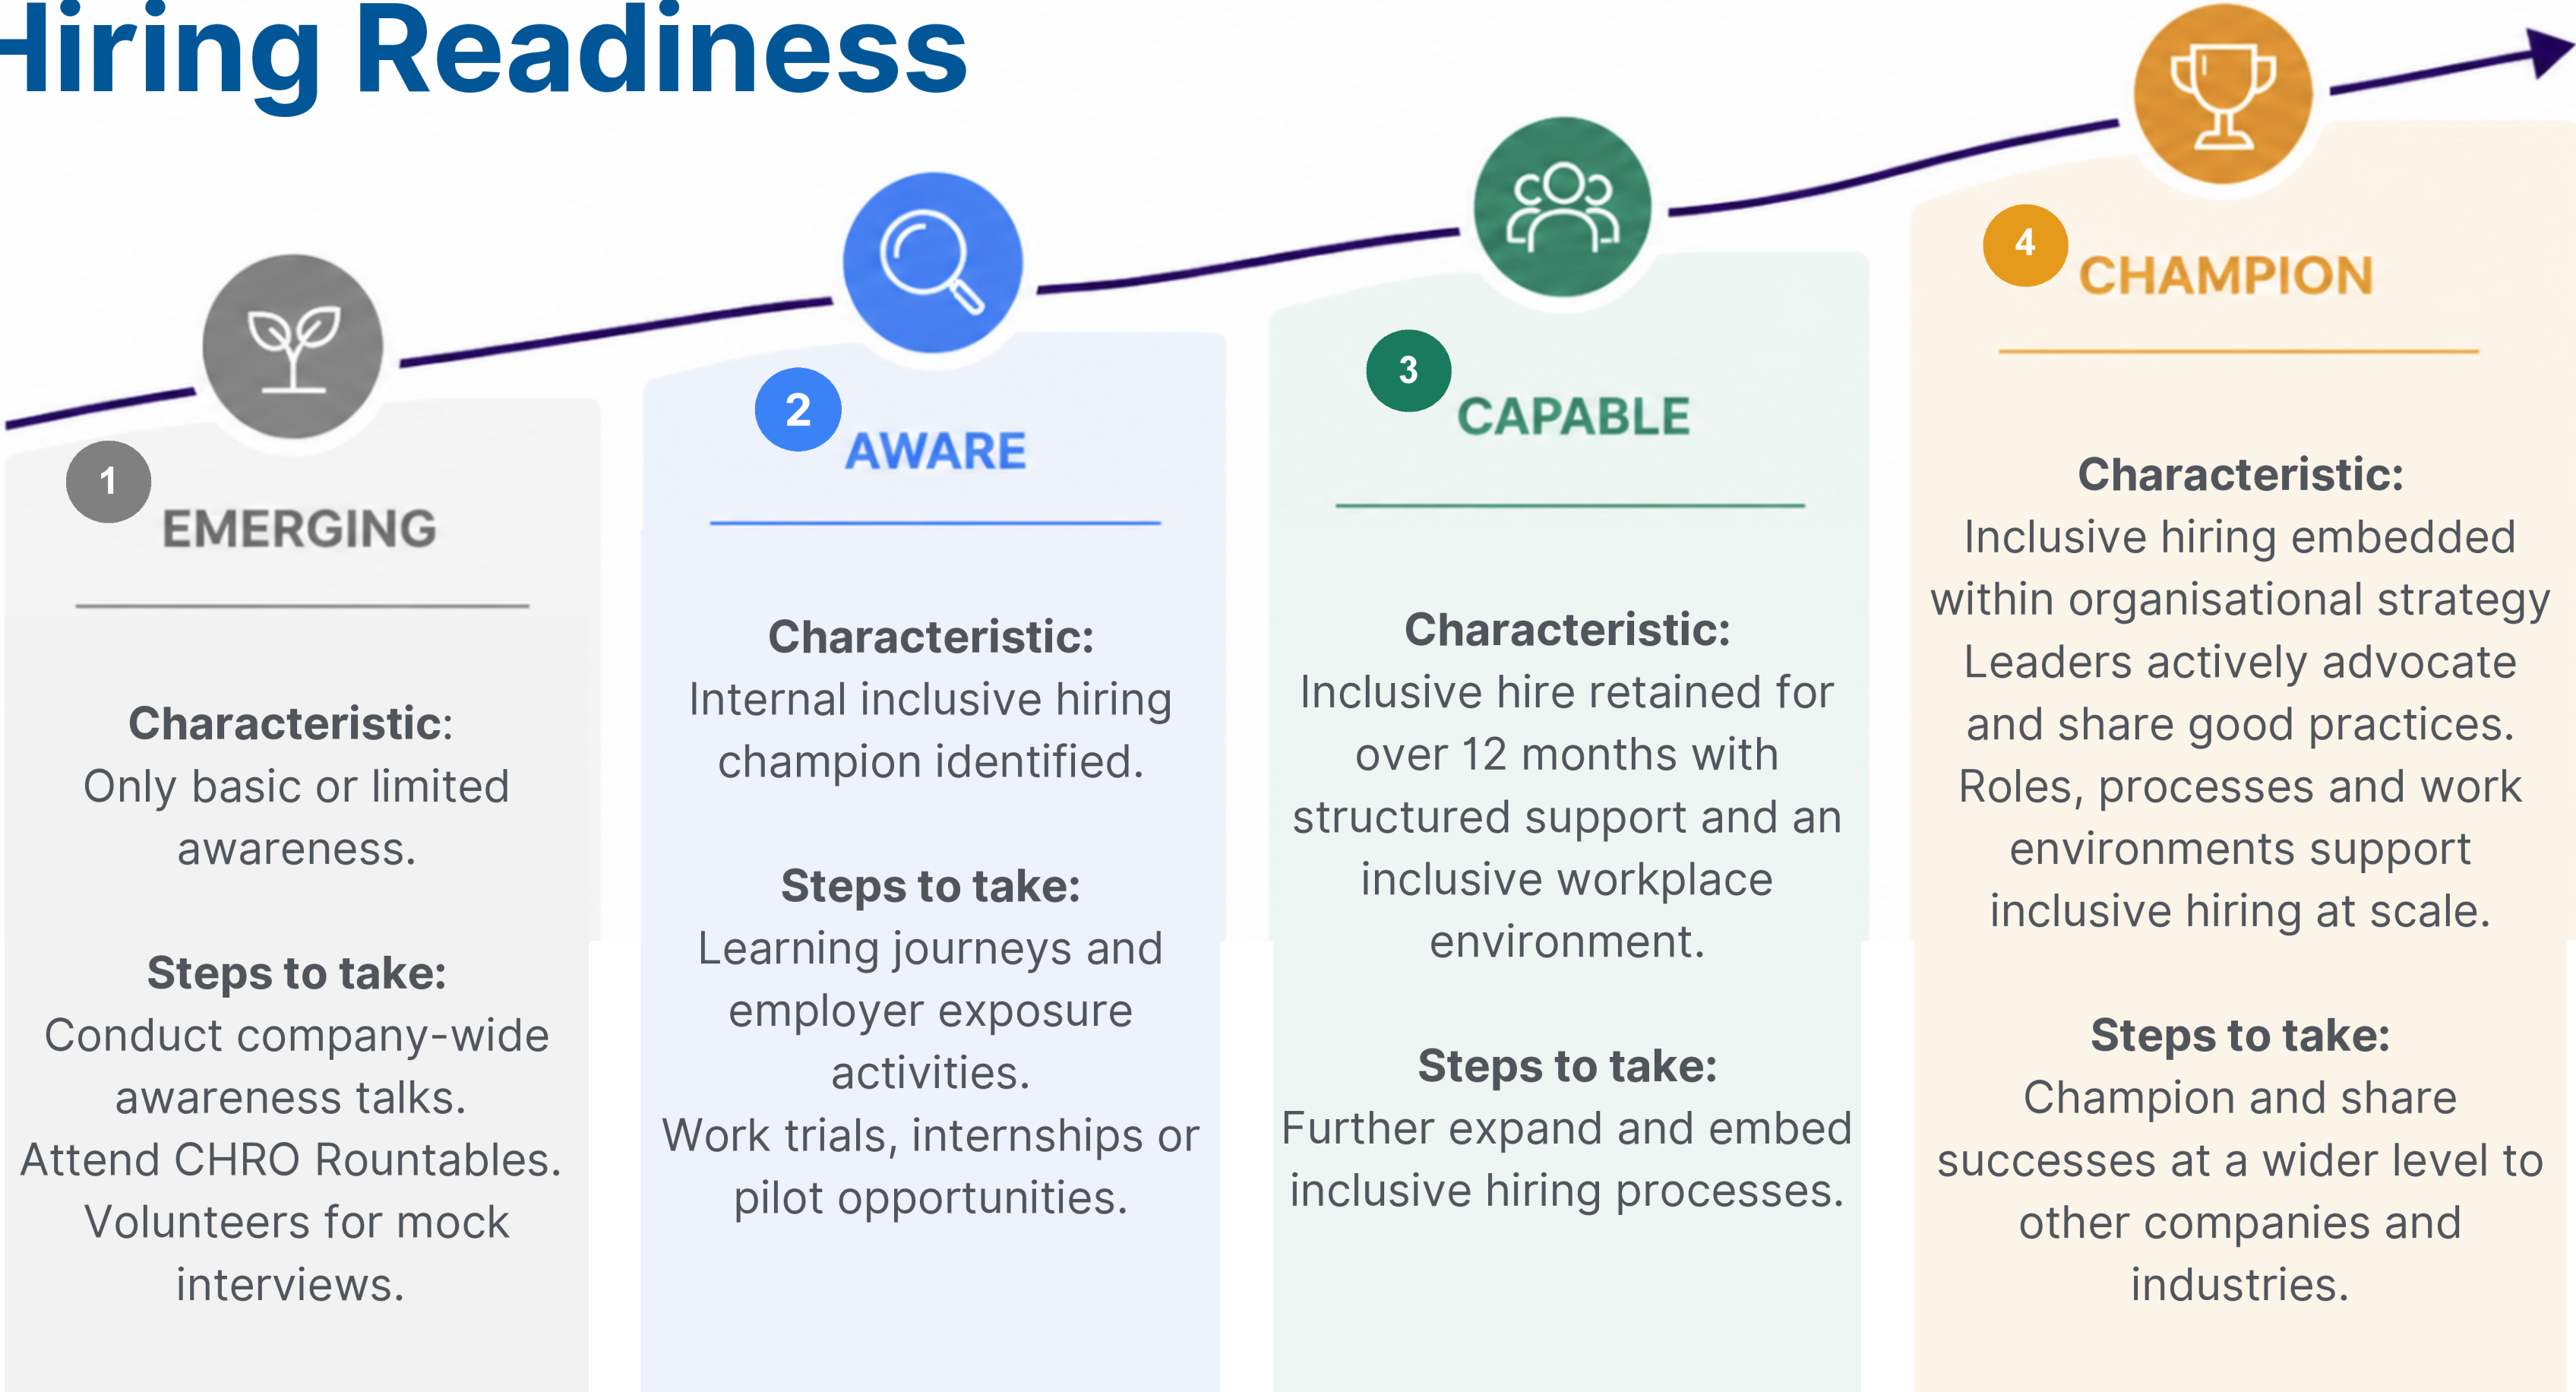 Hiring Readiness
1
EMERGING
Characteristic:
Only basic or limited
awareness.
Steps to take:
Conduct company-wide
awareness talks.
Attend CHRO Rountables.
Volunteers for mock
interviews.
2
AWARE
Characteristic:
Internal inclusive hiring
champion identified.
Steps to take:
Learning journeys and
employer exposure
activities.
Work trials, internships or
pilot opportunities.
3
CAPABLE
Characteristic:
Inclusive hire retained for
over 12 months with
structured support and an
inclusive workplace
environment.
Steps to take:
Further expand and embed
inclusive hiring processes.
4
CHAMPION
Characteristic:
Inclusive hiring embedded
within organisational strategy
Leaders actively advocate
and share good practices.
Roles, processes and work
environments support
inclusive hiring at scale.
Steps to take:
Champion and share
successes at a wider level to
other companies and
industries.